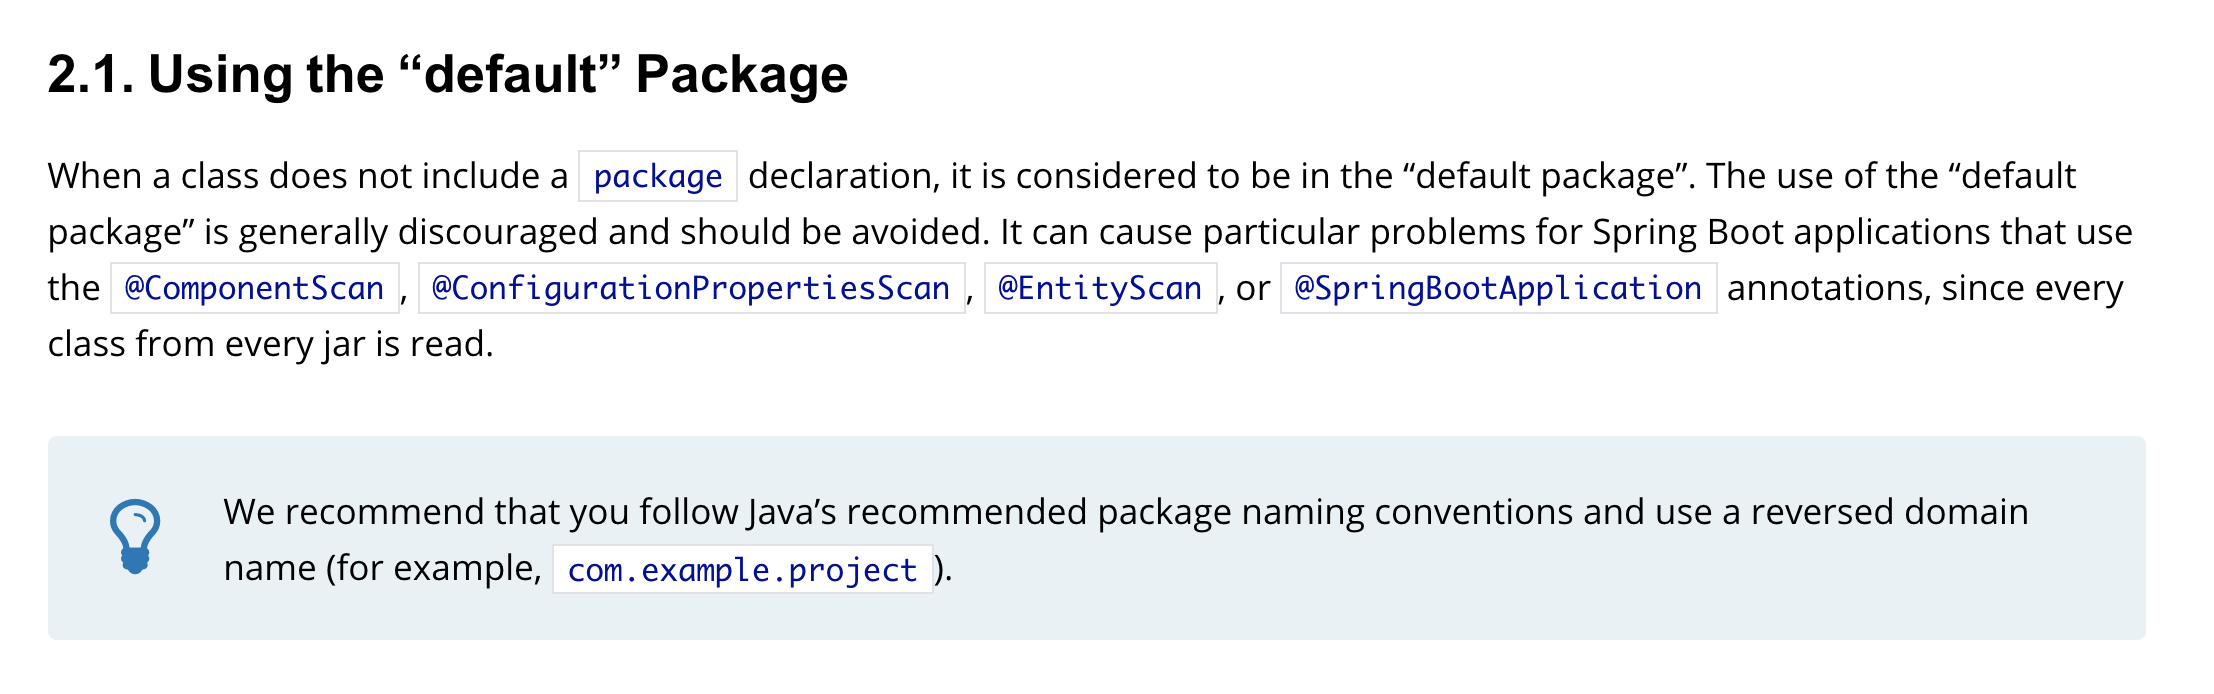 2.1. Using the “default” Package
When a class does not include a package declaration, it is considered to be in the “default package”. The use of the “default
package” is generally discouraged and should be avoided. It can cause particular problems for Spring Boot applications that use
the @ComponentScan, @ConfigurationPropertiesScan, @EntityScan, or @SpringBootApplication annotations, since every
class from every jar is read.
We recommend that you follow Java’s recommended package naming conventions and use a reversed domain
name (for example, com.example.project).